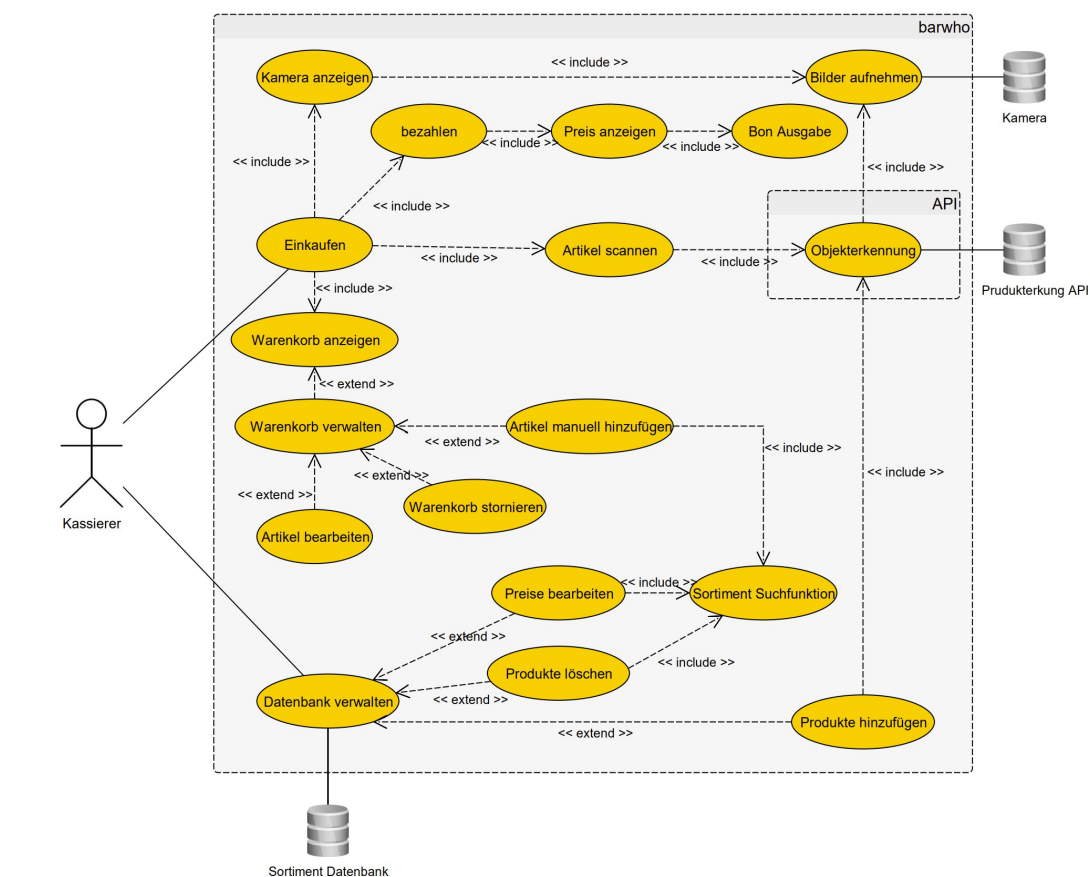 barwho
Kamera anzeigen
<< include >>
Bilder aufnehmen
Kamera
bezahlen
<< include >>
Preis anzeigen
<< include >>
Bon Ausgabe
<< include >>
<< include >>
<< include >>
API
Einkaufen
<< include >>
Artikel scannen
<< include >>
Objekterkennung
Prudukterkung API
<< include >>
Warenkorb anzeigen
<< extend >>
Warenkorb verwalten
<< extend >>
Artikel manuell hinzufügen
<< include >>
<< include >>
<< extend >>
<< extend >>
Warenkorb stornieren
Kassierer
Artikel bearbeiten
Preise bearbeiten
<< include >>
Sortiment Suchfunktion
<< extend >>
<< include >>
Produkte löschen
<< extend >>
Datenbank verwalten
Produkte hinzufügen
<< extend >>
Sortiment Datenbank